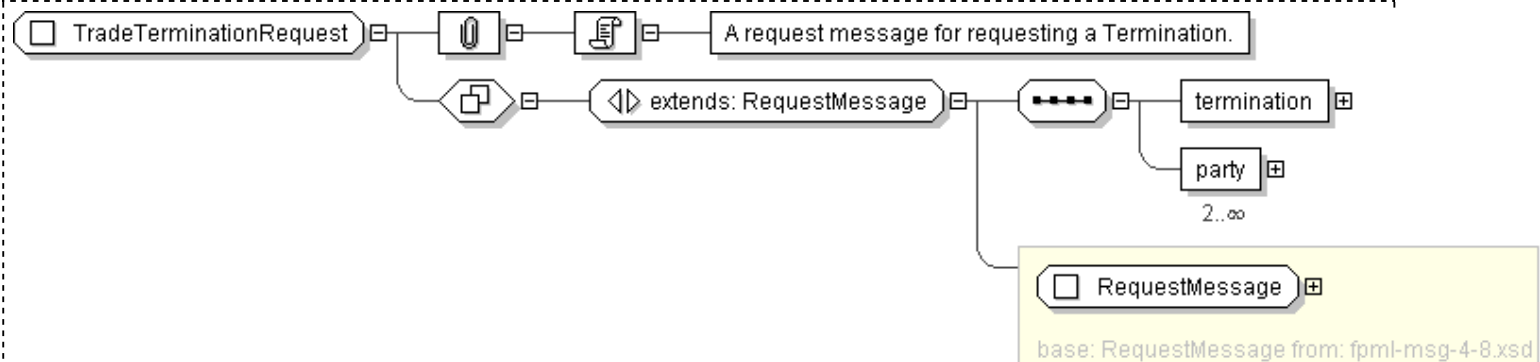 TradeTerminationRequest
A request message for requesting a Termination.
extends: RequestMessage
termination
party
2..∞
RequestMessage
base: RequestMessage from: fpml-msg-4-8.xsd